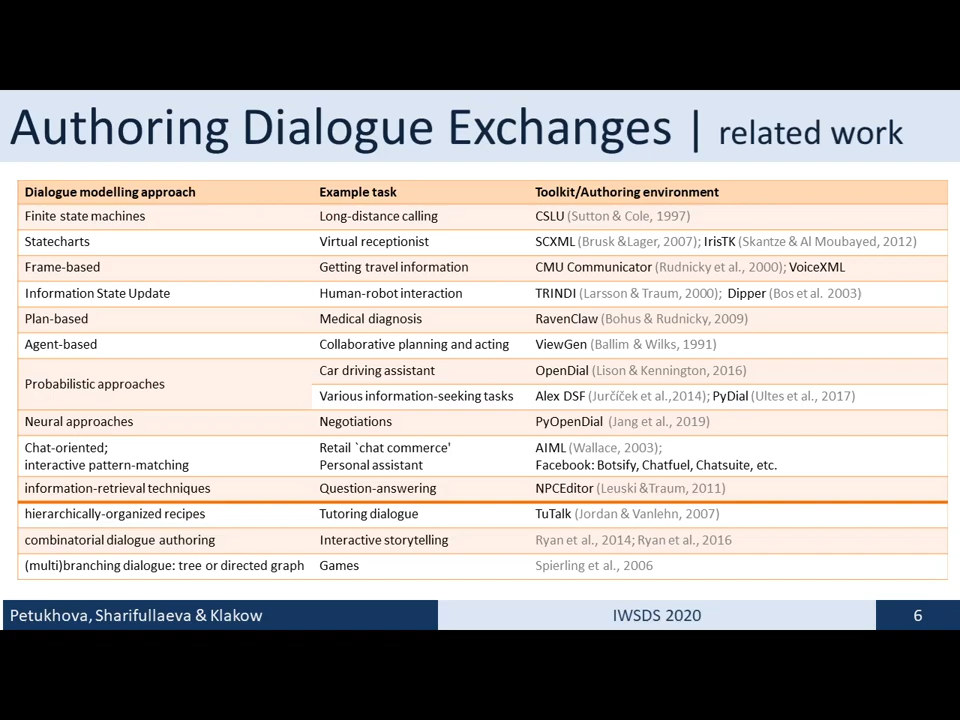 Authoring Dialogue Exchanges | related work
Dialogue modelling approach Example task Toolkit/Authoring environment
Finite state machines Long-distance calling CSLU (Sutton & Cole, 1997)
Statecharts Virtual receptionist SCXML (Brusk &Lager, 2007); IrisTK (Skantze & Al Moubayed, 2012)
Frame-based Getting travel information CMU Communicator (Rudnicky et al., 2000); VoiceXML
Information State Update Human-robot interaction TRINDI (Larsson & Traum, 2000); Dipper (Bos et al. 2003)
Plan-based Medical diagnosis RavenClaw (Bohus & Rudnicky, 2009)
Agent-based Collaborative planning and acting ViewGen (Ballim & Wilks, 1991)
Probabilistic approaches Car driving assistant OpenDial (Lison & Kennington, 2016)
Various information-seeking tasks Alex DSF (Jurčíček et al.,2014); PyDial (Ultes et al., 2017)
Neural approaches Negotiations PyOpenDial (Jang et al., 2019)
Chat-oriented; Retail `chat commerce' AIML (Wallace, 2003);
interactive pattern-matching Personal assistant Facebook: Botsify, Chatfuel, Chatsuite, etc.
information-retrieval techniques Question-answering NPCEditor (Leuski &Traum, 2011)
hierarchically-organized recipes Tutoring dialogue TuTalk (Jordan & Vanlehn, 2007)
combinatorial dialogue authoring Interactive storytelling Ryan et al., 2014; Ryan et al., 2016
(multi)branching dialogue: tree or directed graph Games Spierling et al., 2006
Petukhova, Sharifullaeva & Klakow IWSDS 2020 6